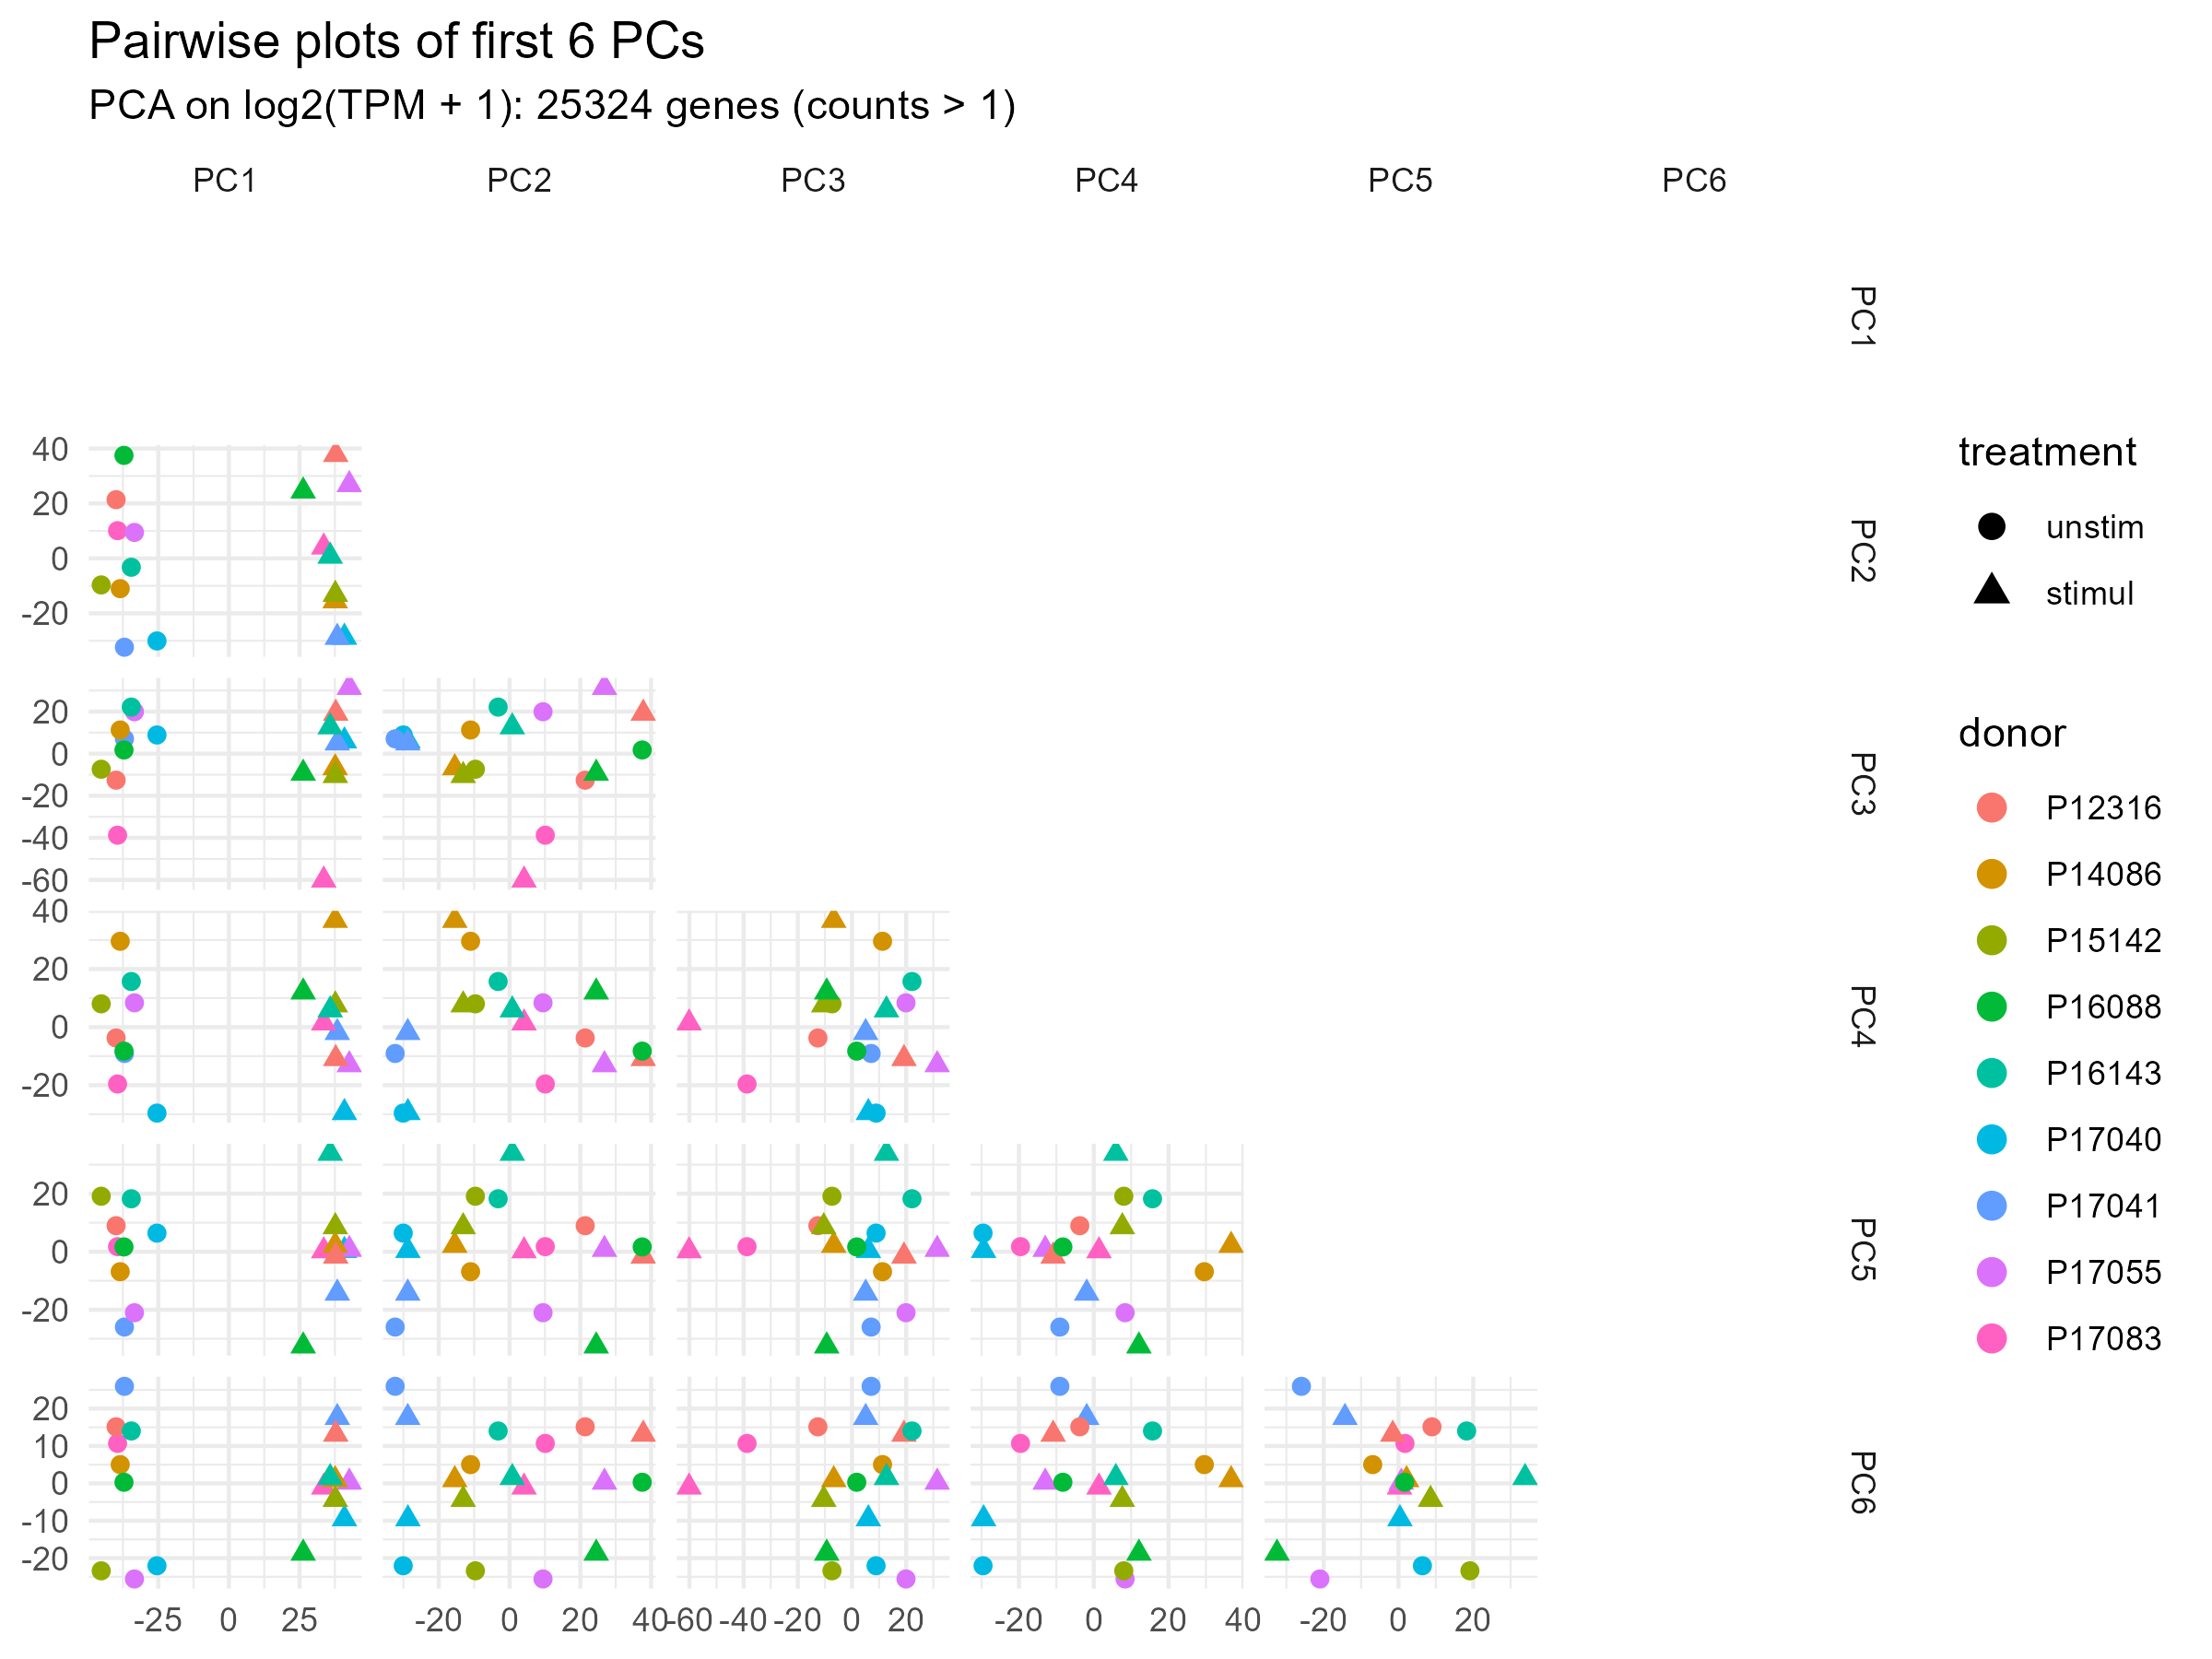 Pairwise plots of first 6 PCs
PCA on log2(TPM + 1): 25324 genes (counts > 1)
PC1 PC2 PC3 PC4 PC5 PC6
PC1
40
20
0
-20
PC2
20
0
-20
-40
-60
PC3
40
20
0
-20
PC4
20
0
-20
PC5
20
10
0
-10
-20
PC6
-25 0 25 -20 0 20 40 -60 -40 -20 0 20 -20 0 20 40 -20 0 20
treatment
unstim
stimul
donor
P12316
P14086
P15142
P16088
P16143
P17040
P17041
P17055
P17083